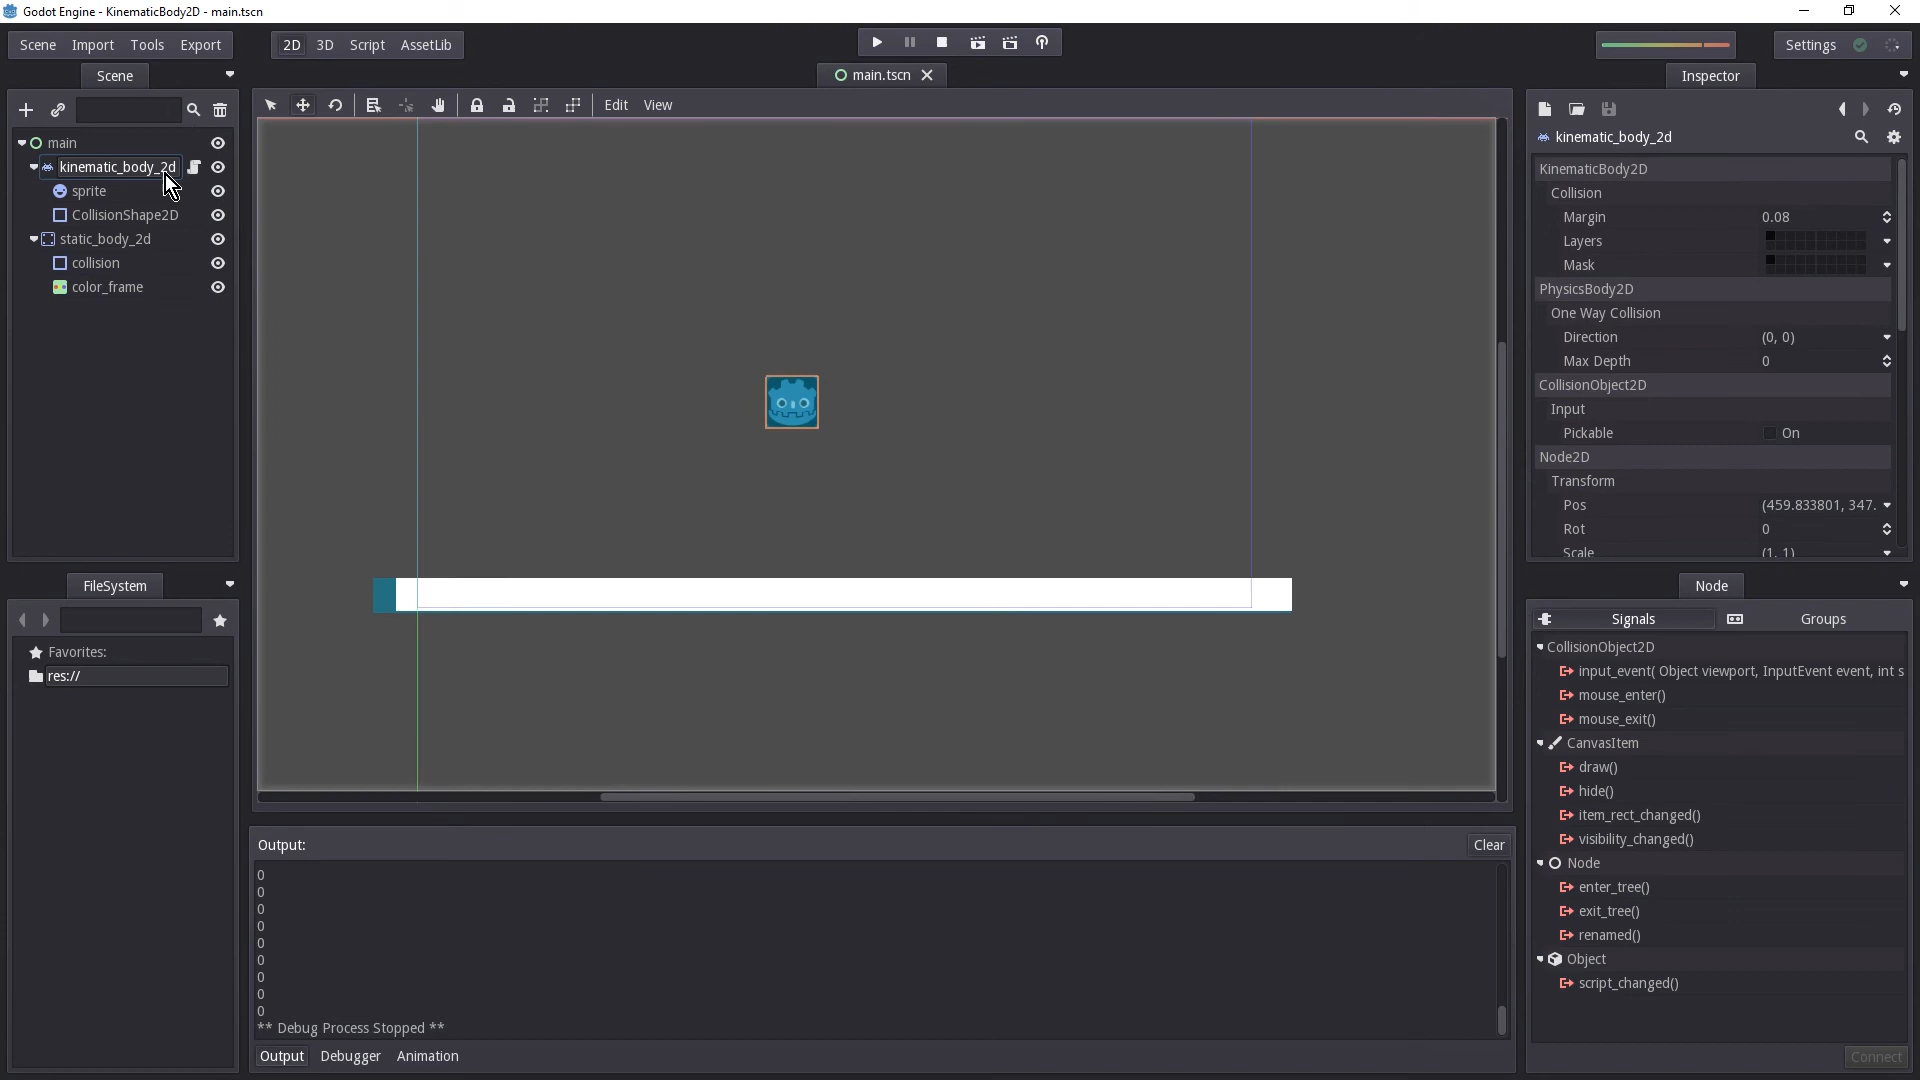 Godot Engine - KinematicBody2D - main.tscn
Scene Import Tools Export
2D 3D Script AssetLib
Settings
Scene
main.tscn
Inspector
Edit View
main
kinematic_body_2d
sprite
CollisionShape2D
static_body_2d
collision
color_frame
kinematic_body_2d
KinematicBody2D
Collision
Margin 0.08
Layers
Mask
PhysicsBody2D
One Way Collision
Direction (0, 0)
Max Depth 0
CollisionObject2D
Input
Pickable On
Node2D
Transform
Pos (459.833801, 347.
Rot 0
Scale (1, 1)
FileSystem
Favorites:
res://
Node
Signals Groups
CollisionObject2D
input_event( Object viewport, InputEvent event, int s
mouse_enter()
mouse_exit()
CanvasItem
draw()
hide()
item_rect_changed()
visibility_changed()
Node
enter_tree()
exit_tree()
renamed()
Object
script_changed()
Connect
Output:
Clear
0
0
0
0
0
0
0
0
0
** Debug Process Stopped **
Output Debugger Animation